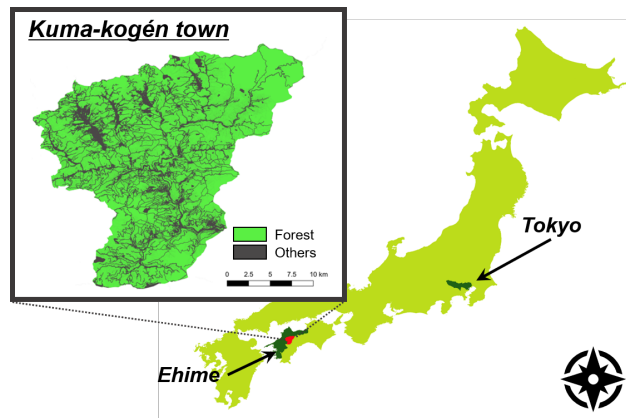 Kuma-kogén town
Forest
Others
0 2.5 5 7.5 10 km
Tokyo
Ehime